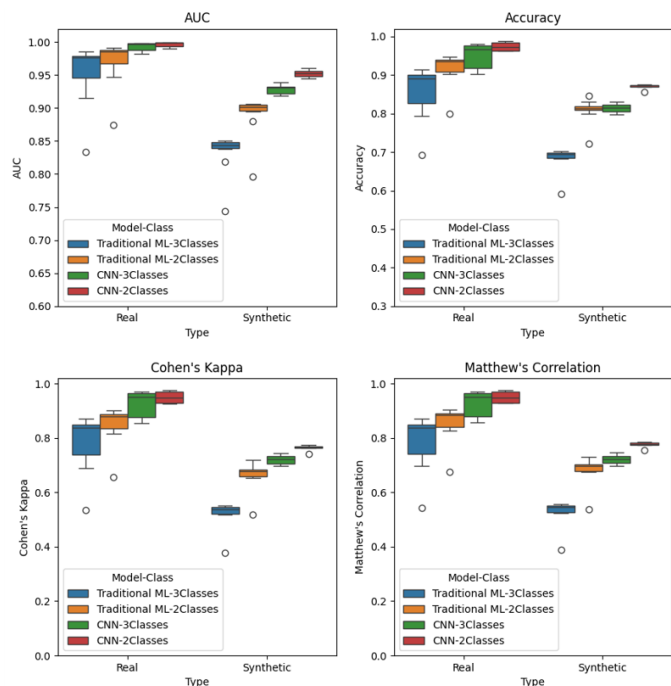 AUC
1.00
0.95
0.90
0.85
0.80
0.75
0.70
0.65
0.60
AUC
Model-Class
Traditional ML-3Classes
Traditional ML-2Classes
CNN-3Classes
CNN-2Classes
Real
Synthetic
Type
Accuracy
1.0
0.9
0.8
0.7
0.6
0.5
0.4
0.3
Accuracy
Model-Class
Traditional ML-3Classes
Traditional ML-2Classes
CNN-3Classes
CNN-2Classes
Real
Synthetic
Type
Cohen's Kappa
1.0
0.8
0.6
0.4
0.2
0.0
Cohen's Kappa
Model-Class
Traditional ML-3Classes
Traditional ML-2Classes
CNN-3Classes
CNN-2Classes
Real
Synthetic
Type
Matthew's Correlation
1.0
0.8
0.6
0.4
0.2
0.0
Matthew's Correlation
Model-Class
Traditional ML-3Classes
Traditional ML-2Classes
CNN-3Classes
CNN-2Classes
Real
Synthetic
Type